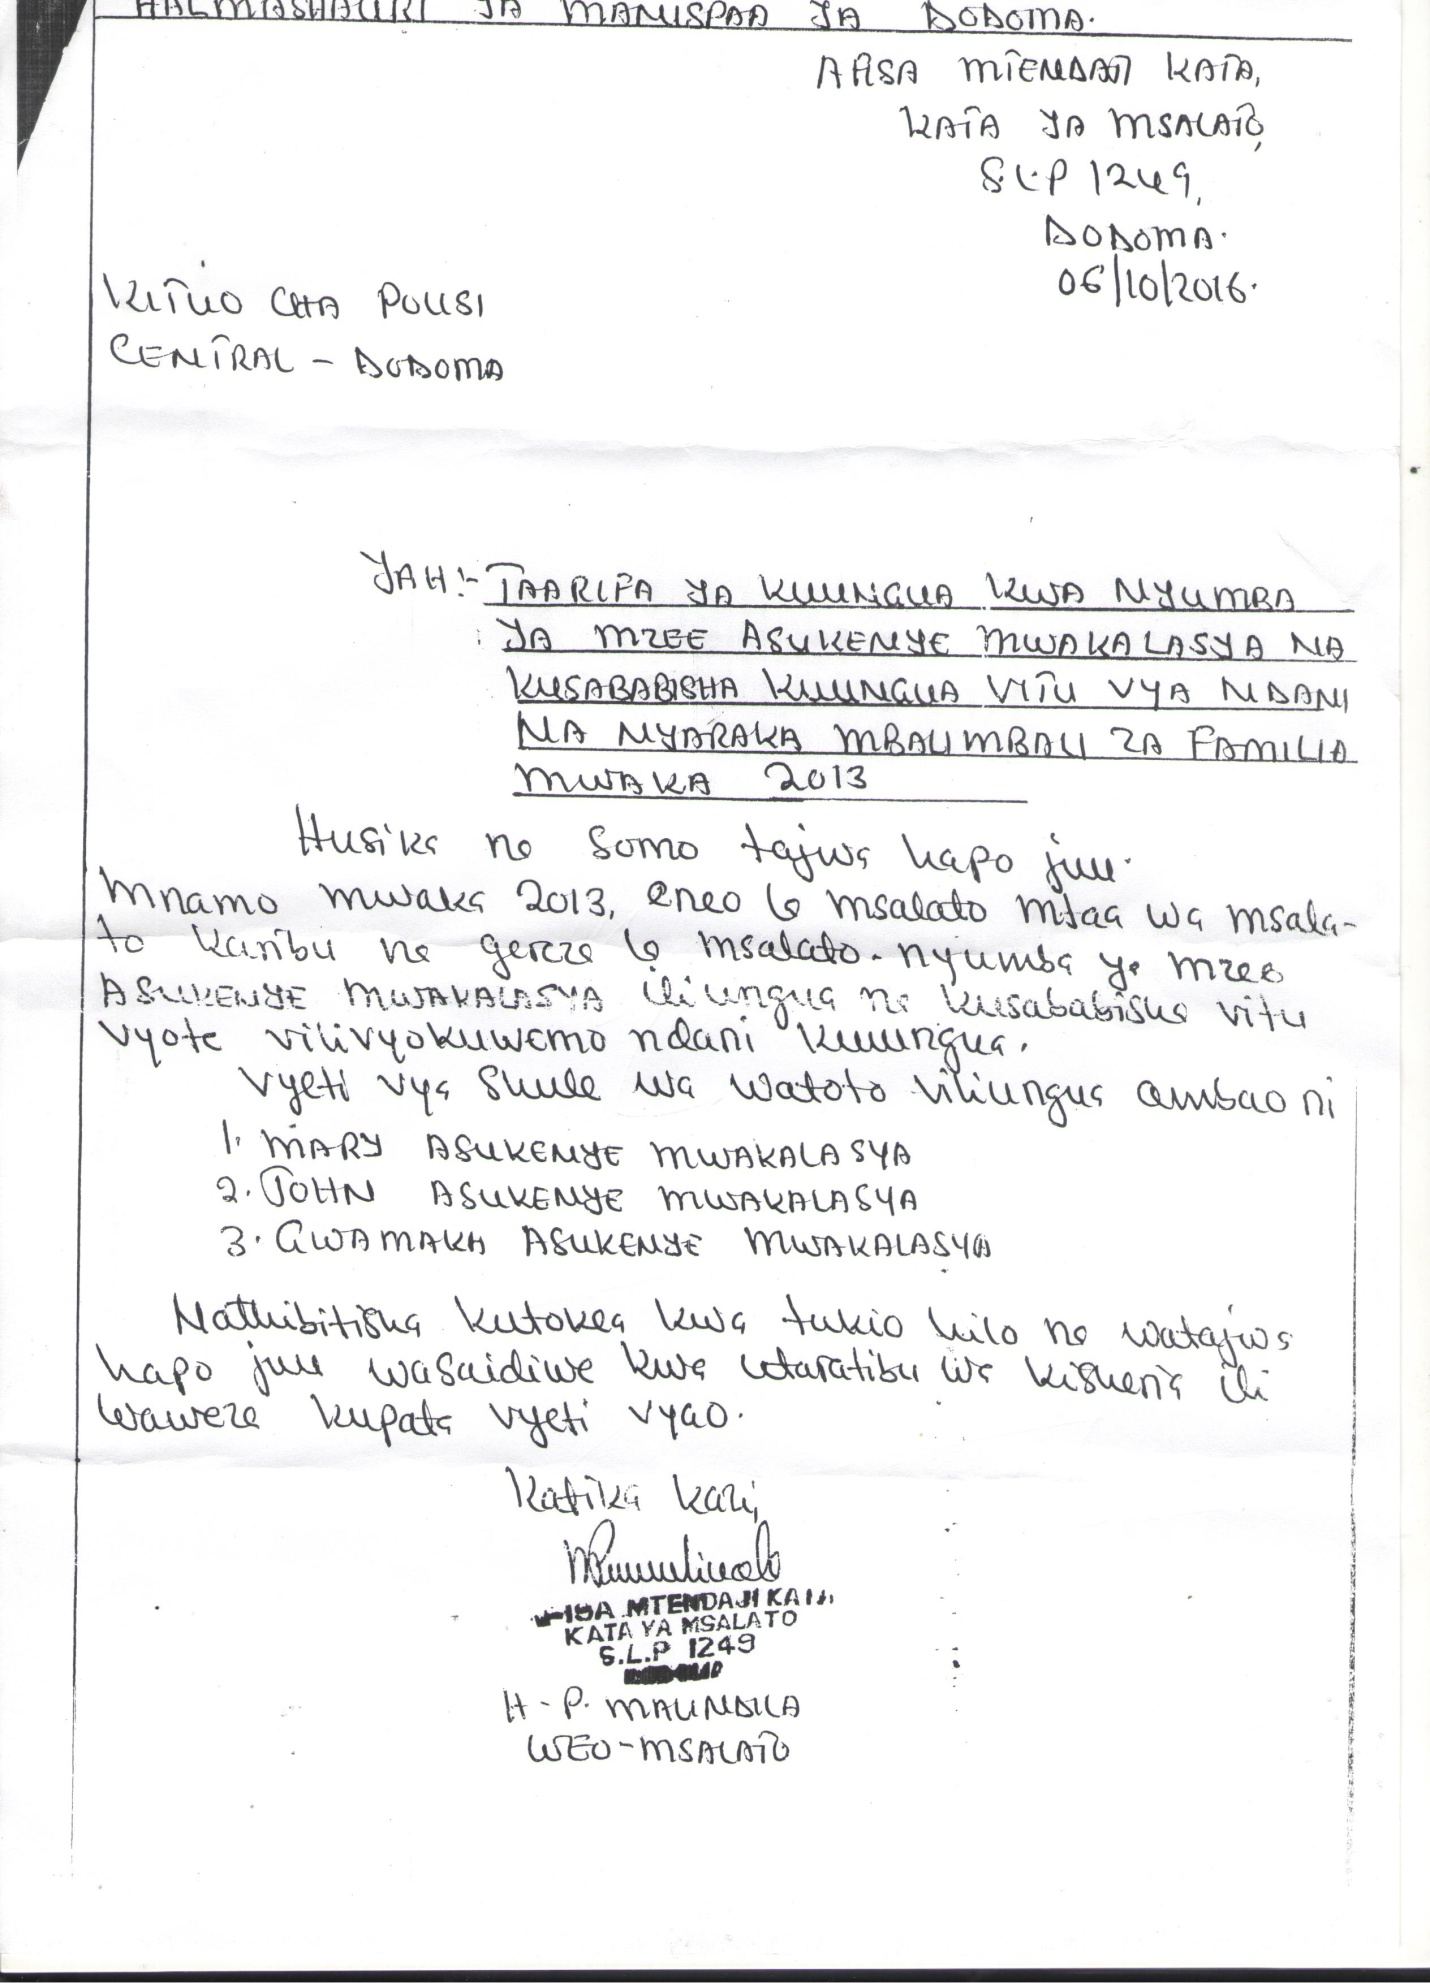 HALMASHAURI YA MANISPAA YA DODOMA.
AFISA MTENDAJI KATA,
KATA YA MSALATO,
S.L.P 1249,
DODOMA.
06/10/2016.
KITUO CHA POLISI
CENTRAL - DODOMA
YAH:- TAARIFA YA KUUNGUA KWA NYUMBA
YA MZEE ASUKENYE MWAKALASYA NA
KUSABABISHA KUUNGUA VITU VYA NDANI
NA NYARAKA MBALIMBALI ZA FAMILIA
MWAKA 2013
Husika na somo tajwa hapo juu.
Mnamo mwaka 2013, eneo la msalato mtaa wa msala-
to karibu na gereza la msalato. nyumba ya mzee
ASUKENYE MWAKALASYA iliungua na kusababisha vitu
vyote vilivyokuwemo ndani kuungua.
Vyeti vya shule wa watoto viliungua ambao ni
1. MARY ASUKENYE MWAKALASYA
2. JOHN ASUKENYE MWAKALASYA
3. GWAMAKA ASUKENYE MWAKALASYA
Nathibitisha kutokea kwa tukio hilo na watajwa
hapo juu wasaidiwe kwa utaratibu wa kisheria ili
waweze kupata vyeti vyao.
Katika kazi,
MTENDAJI KATA
KATA YA MSALATO
S.L.P 1249
H-P. MALINDILA
WEO-MSALATO